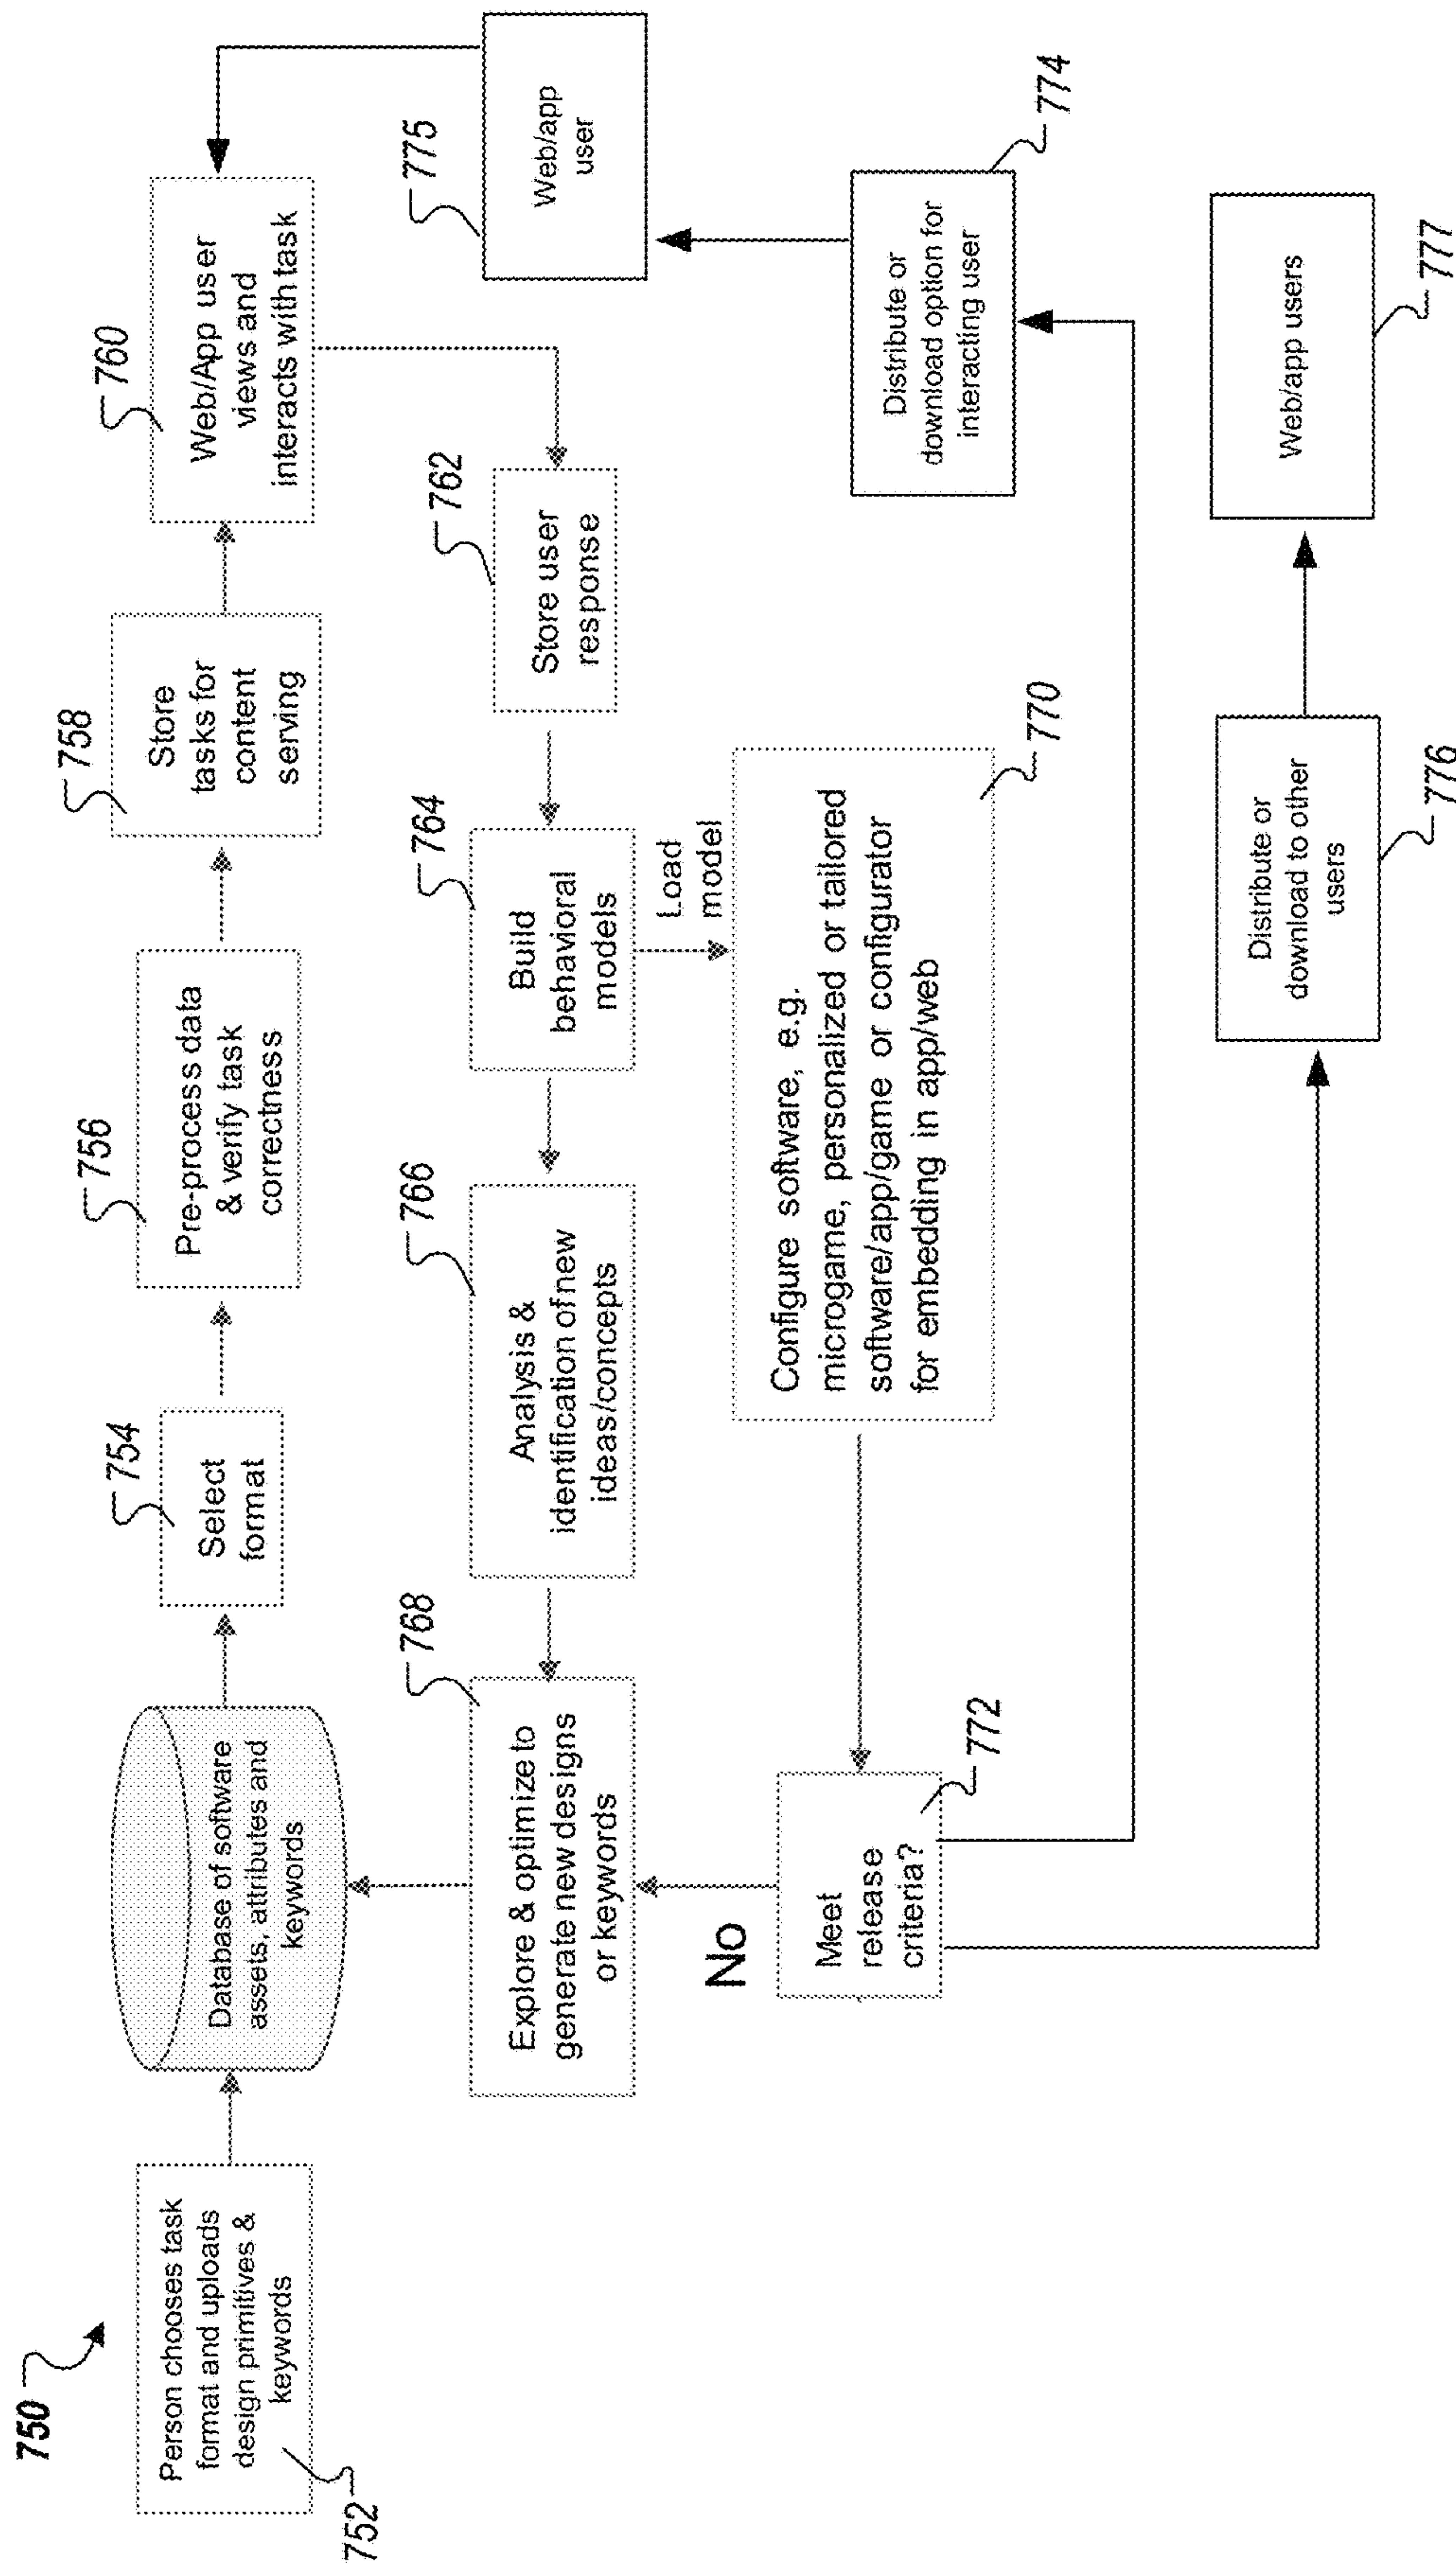 750
Person chooses task
format and uploads
design primitives &
keywords
752
Database of software
assets, attributes and
keywords
754
Select
format
756
Pre-process data
& verify task
correctness
758
Store
tasks for
content
serving
760
Web/App user
views and
interacts with task
768
Explore & optimize to
generate new designs
or keywords
766
Analysis &
identification of new
ideas/concepts
764
Build
behavioral
models
762
Store user
response
775
Web/app
user
Load
model
No
Meet
release
criteria?
772
Configure software, e.g.
microgame, personalized or tailored
software/app/game or configurator
for embedding in app/web
770
Distribute or
download option for
interacting user
774
Distribute or
download to other
users
776
Web/app users
777